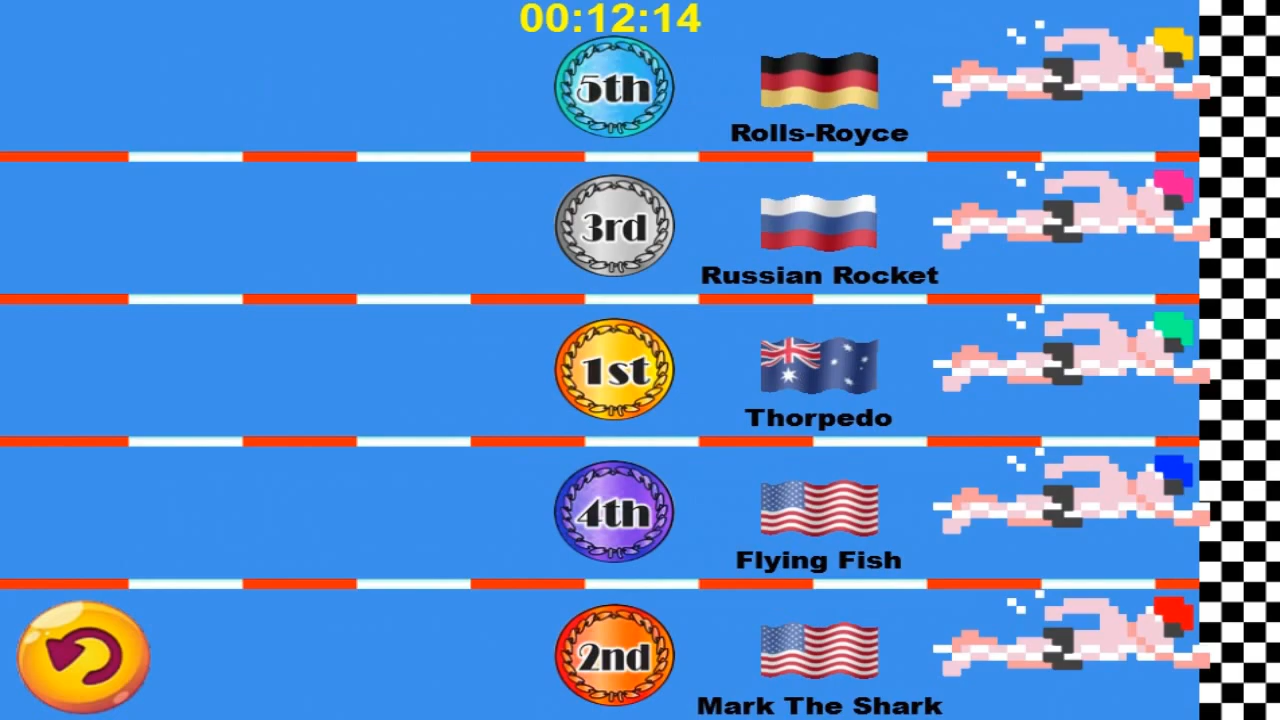 00:12:14
5th
Rolls-Royce
3rd
Russian Rocket
1st
Thorpedo
4th
Flying Fish
2nd
Mark The Shark